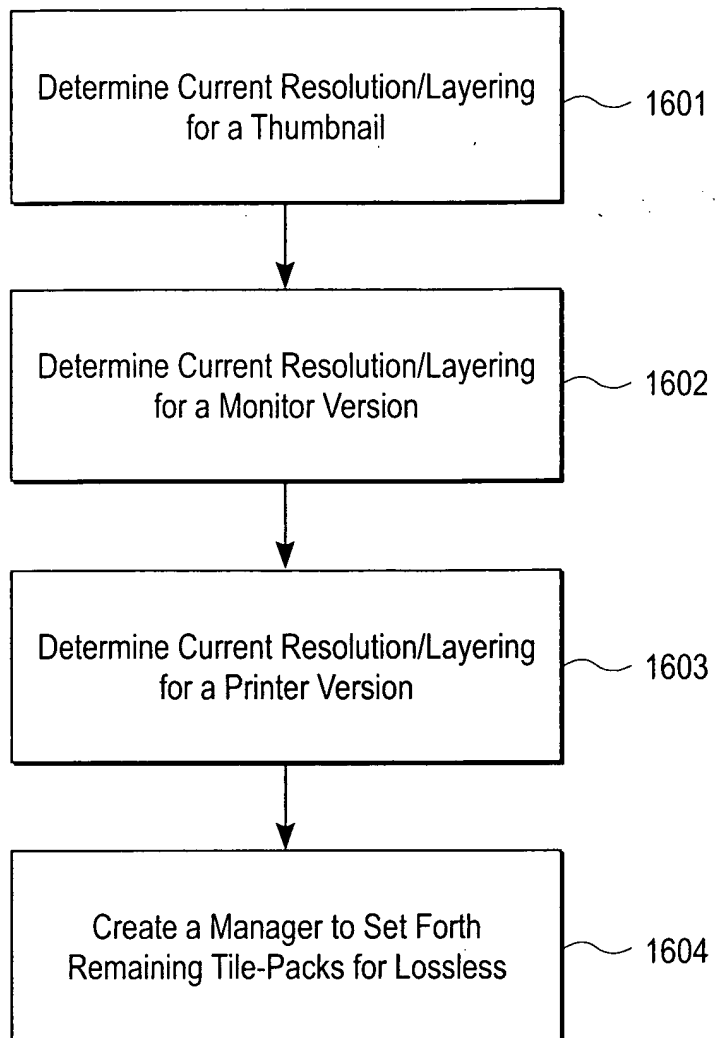 Determine Current Resolution/Layering
for a Thumbnail
1601
Determine Current Resolution/Layering
for a Monitor Version
1602
Determine Current Resolution/Layering
for a Printer Version
1603
Create a Manager to Set Forth
Remaining Tile-Packs for Lossless
1604